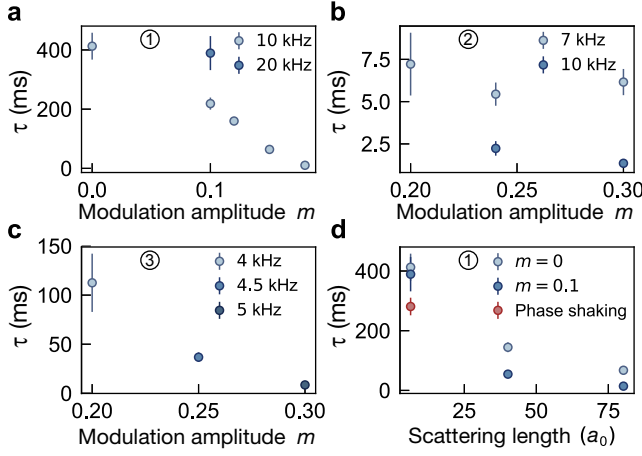 a
①
10 kHz
20 kHz
400
200
0
τ (ms)
0.0
0.1
Modulation amplitude m
b
②
7 kHz
10 kHz
7.5
5.0
2.5
τ (ms)
0.20
0.25
0.30
Modulation amplitude m
c
③
4 kHz
4.5 kHz
5 kHz
150
100
50
0
τ (ms)
0.20
0.25
0.30
Modulation amplitude m
d
①
m = 0
m = 0.1
Phase shaking
400
200
0
τ (ms)
25
50
75
Scattering length (a₀)